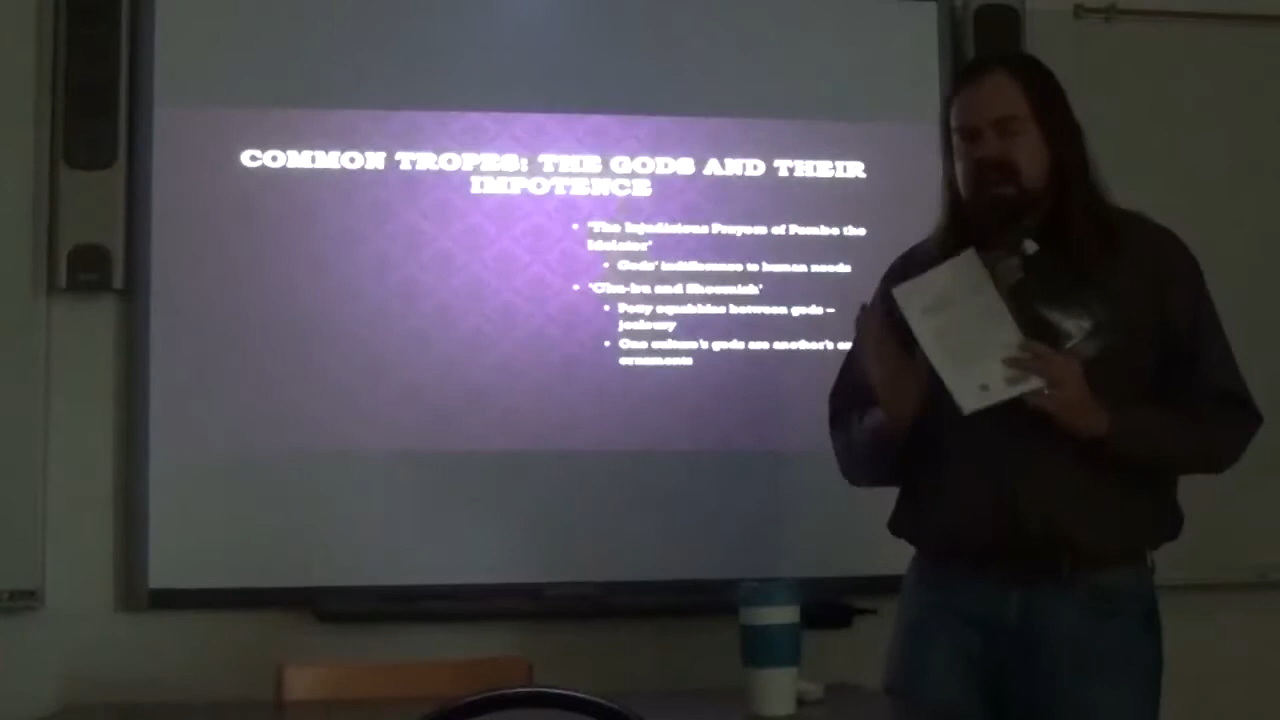 COMMON TROPES: THE GODS AND THEIR
IMPOTENCE
• 'The Injudicious Prayers of Pombo the
Idolater'
• Gods' indifference to human needs
• 'Chu-bu and Sheemish'
• Petty squabbles between gods –
jealousy
• One culture's gods are another's
ornaments